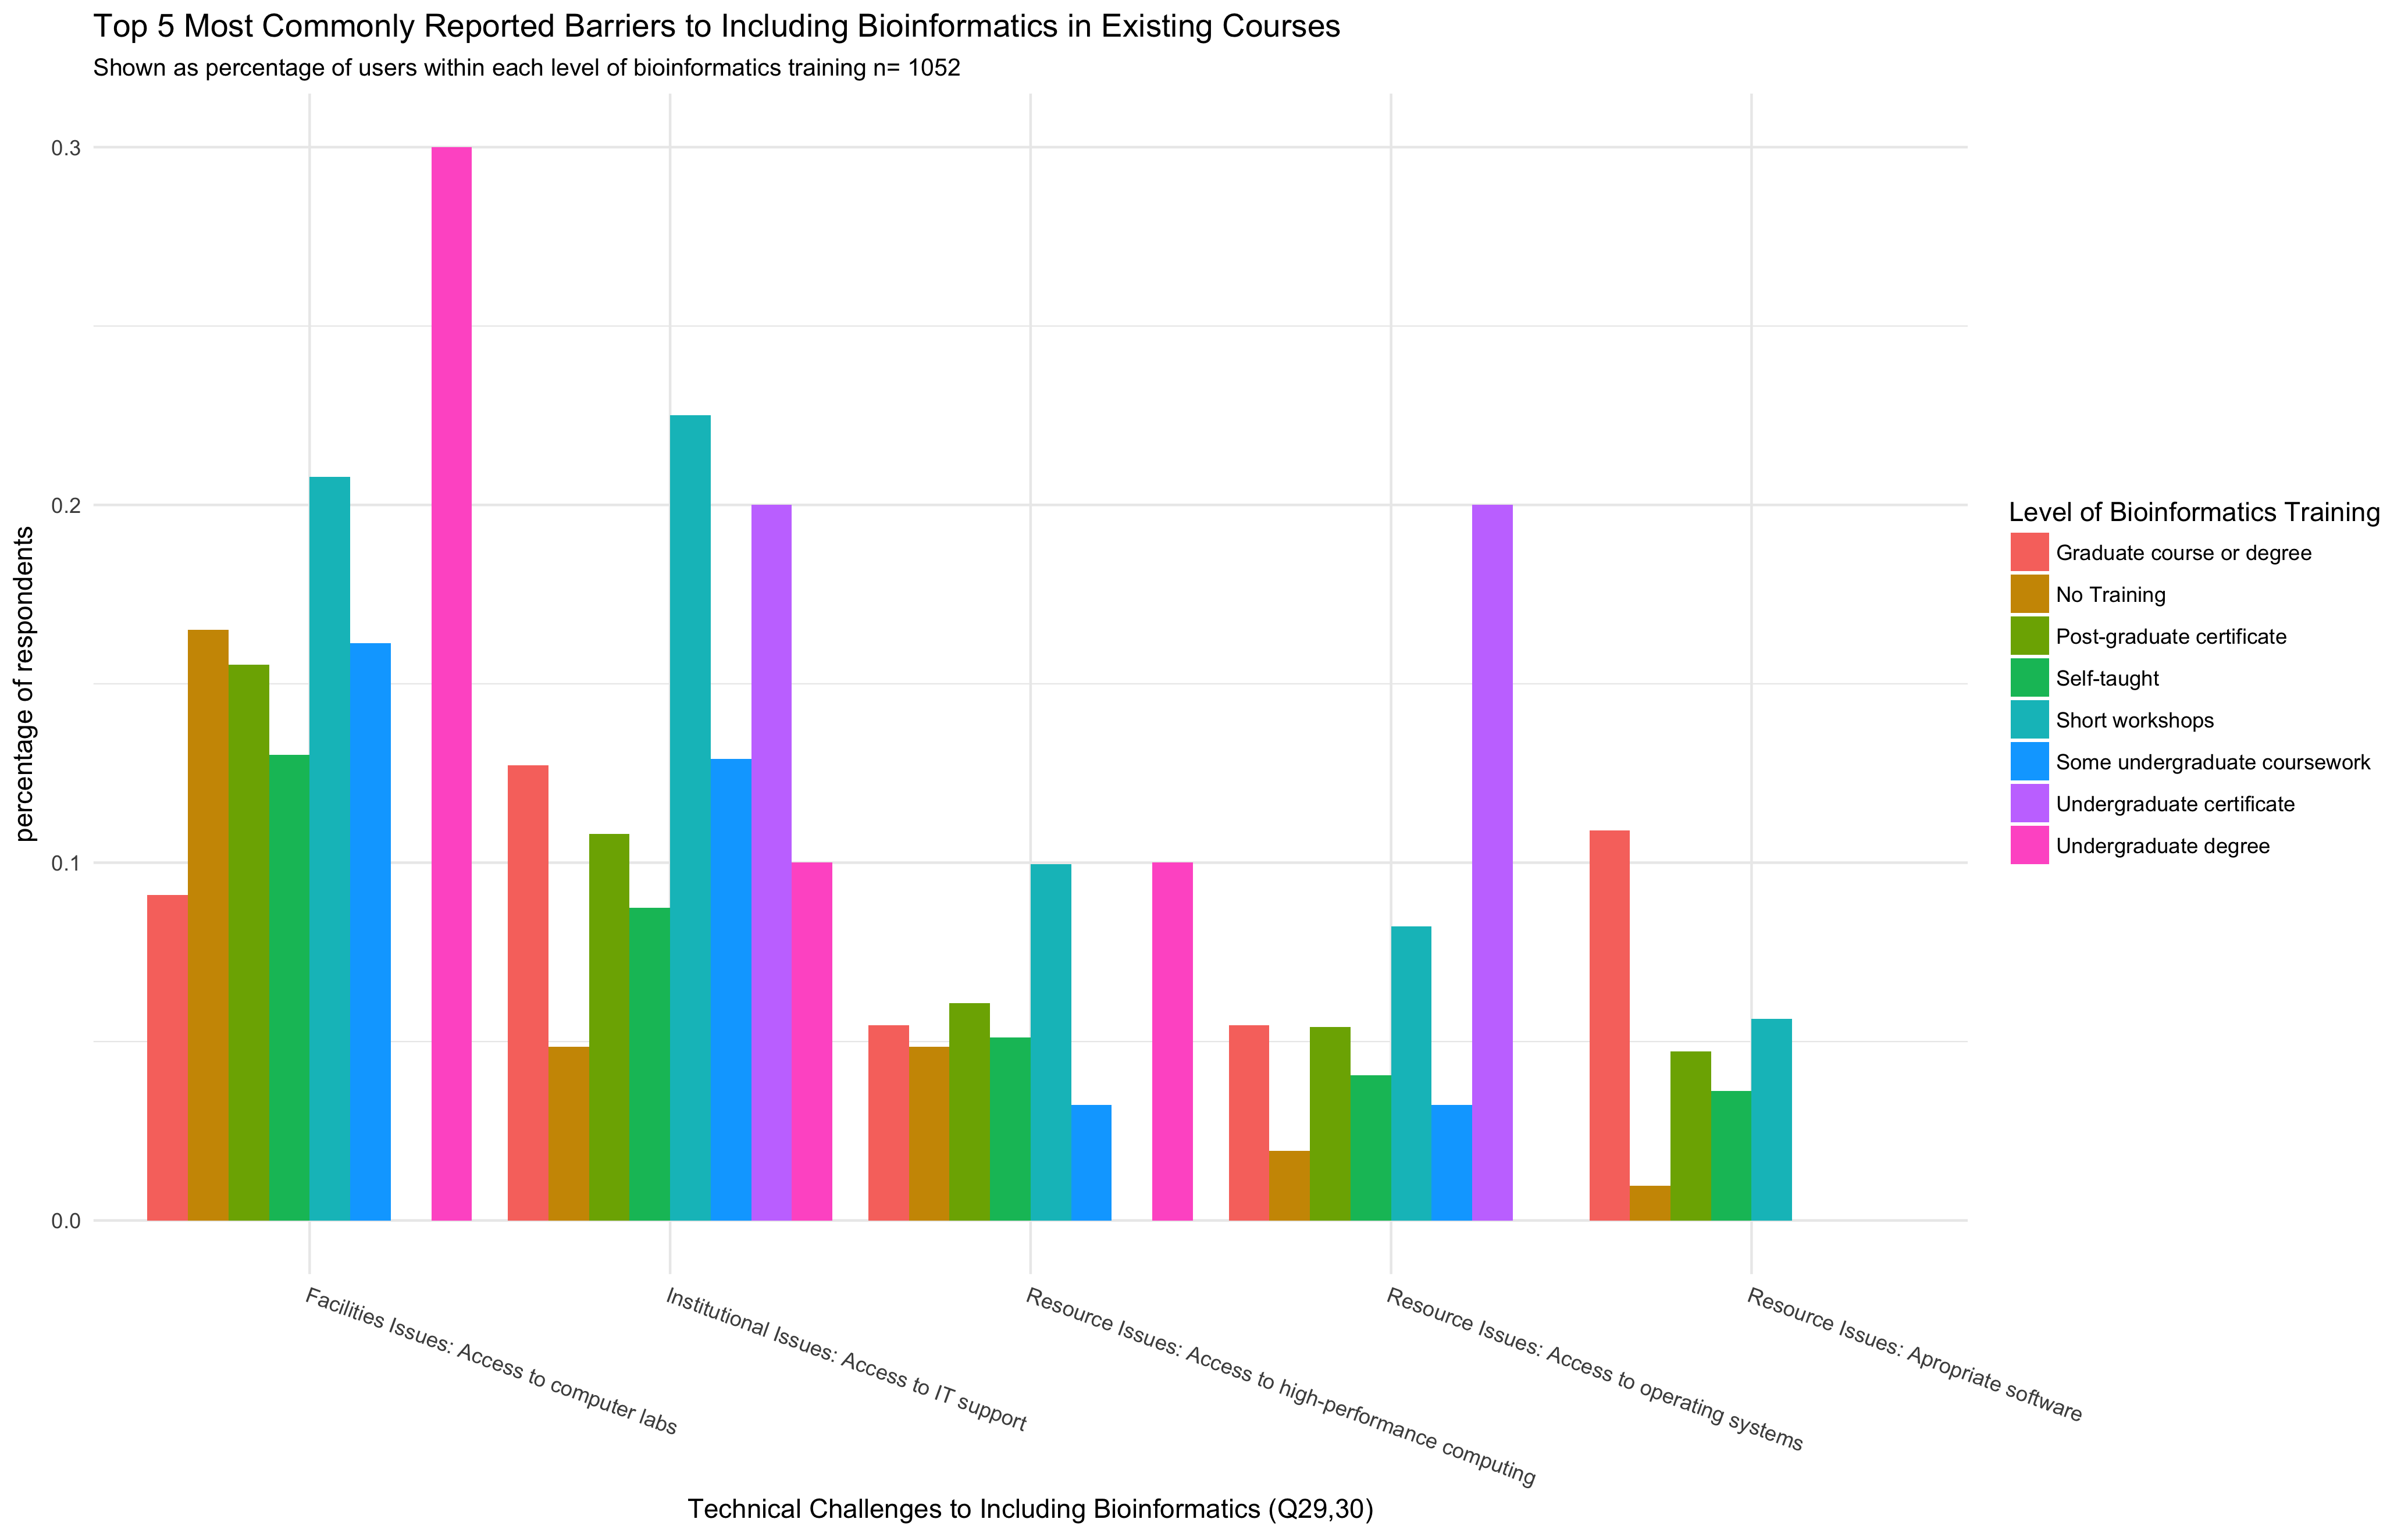 Top 5 Most Commonly Reported Barriers to Including Bioinformatics in Existing Courses
Shown as percentage of users within each level of bioinformatics training n= 1052
percentage of respondents
0.3
0.2
0.1
0.0
Facilities Issues: Access to computer labs
Institutional Issues: Access to IT support
Resource Issues: Access to high-performance computing
Resource Issues: Access to operating systems
Resource Issues: Apropriate software
Technical Challenges to Including Bioinformatics (Q29,30)
Level of Bioinformatics Training
Graduate course or degree
No Training
Post-graduate certificate
Self-taught
Short workshops
Some undergraduate coursework
Undergraduate certificate
Undergraduate degree